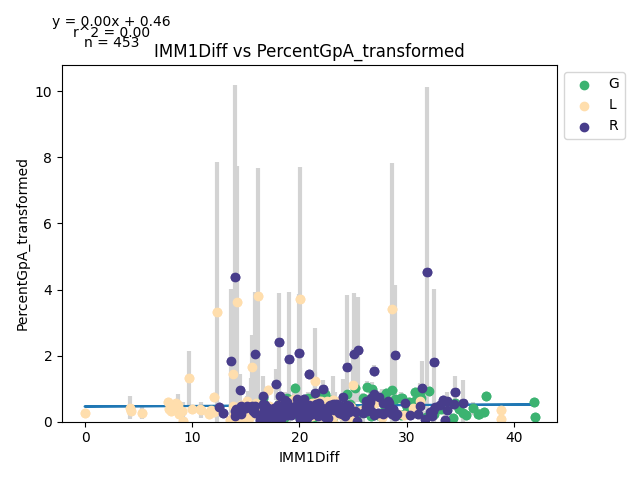 y = 0.00x + 0.46
r^2 = 0.00
n = 453
IMM1Diff vs PercentGpA_transformed
G
L
R
PercentGpA_transformed
10
8
6
4
2
0
0
10
20
30
40
IMM1Diff